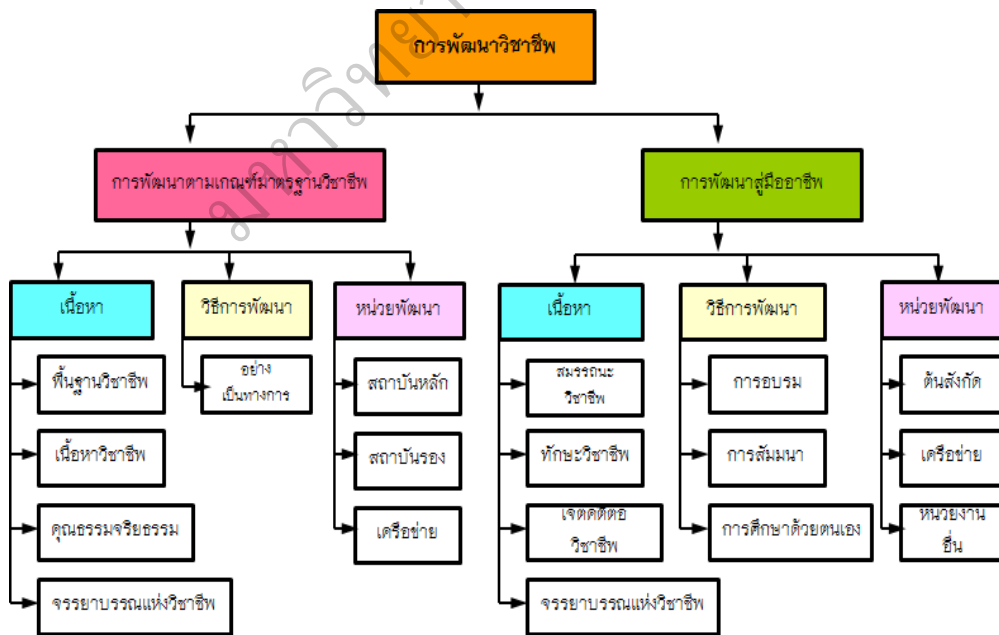 การพัฒนาวิชาชีพ
มหาวิทยา
การพัฒนาตามเกณฑ์มาตรฐานวิชาชีพ
การพัฒนาสู่มืออาชีพ
เนื้อหา
วิธีการพัฒนา
หน่วยพัฒนา
เนื้อหา
วิธีการพัฒนา
หน่วยพัฒนา
พื้นฐานวิชาชีพ
เนื้อหาวิชาชีพ
คุณธรรมจริยธรรม
จรรยาบรรณแห่งวิชาชีพ
อย่าง
เป็นทางการ
สถาบันหลัก
สถาบันรอง
เครือข่าย
สมรรถนะ
วิชาชีพ
ทักษะวิชาชีพ
เจตคติต่อ
วิชาชีพ
จรรยาบรรณแห่งวิชาชีพ
การอบรม
การสัมมนา
การศึกษาด้วยตนเอง
ต้นสังกัด
เครือข่าย
หน่วยงาน
อื่น